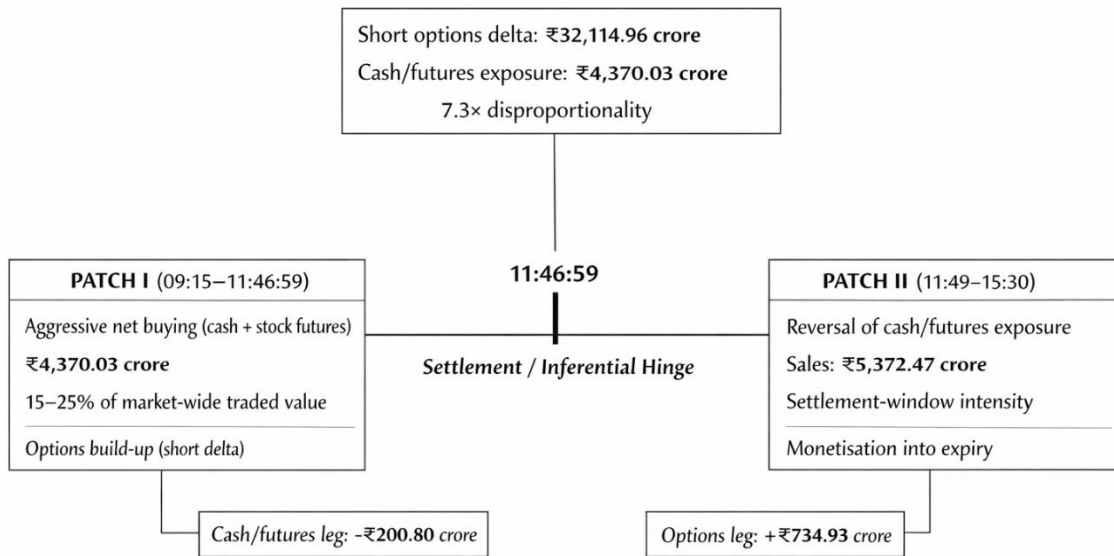 Short options delta: ₹32,114.96 crore
Cash/futures exposure: ₹4,370.03 crore
7.3× disproportionality
PATCH I (09:15–11:46:59)
Aggressive net buying (cash + stock futures)
₹4,370.03 crore
15–25% of market-wide traded value
Options build-up (short delta)
Cash/futures leg: -₹200.80 crore
11:46:59
Settlement / Inferential Hinge
PATCH II (11:49–15:30)
Reversal of cash/futures exposure
Sales: ₹5,372.47 crore
Settlement-window intensity
Monetisation into expiry
Options leg: +₹734.93 crore